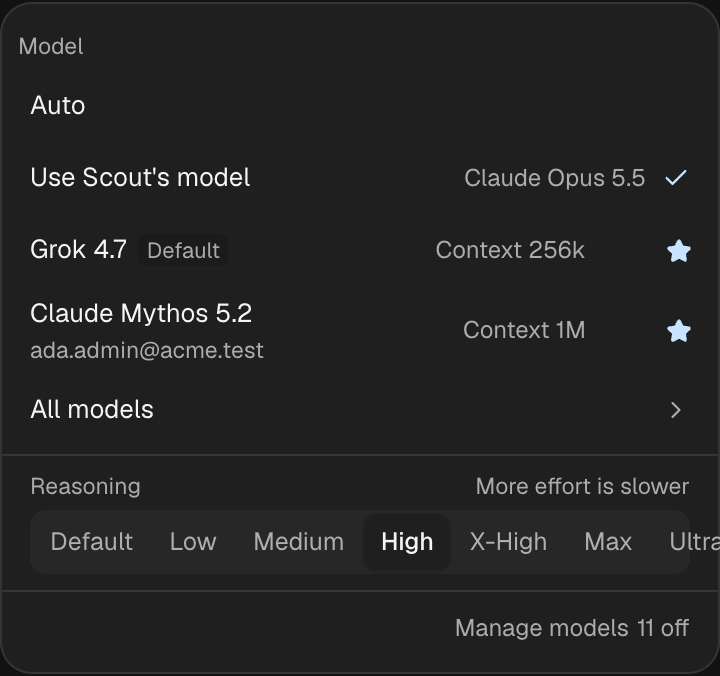 Model
Auto
Use Scout's model Claude Opus 5.5
Grok 4.7 Default Context 256k
Claude Mythos 5.2
ada.admin@acme.test Context 1M
All models
Reasoning More effort is slower
Default Low Medium High X-High Max Ultra
Manage models 11 off